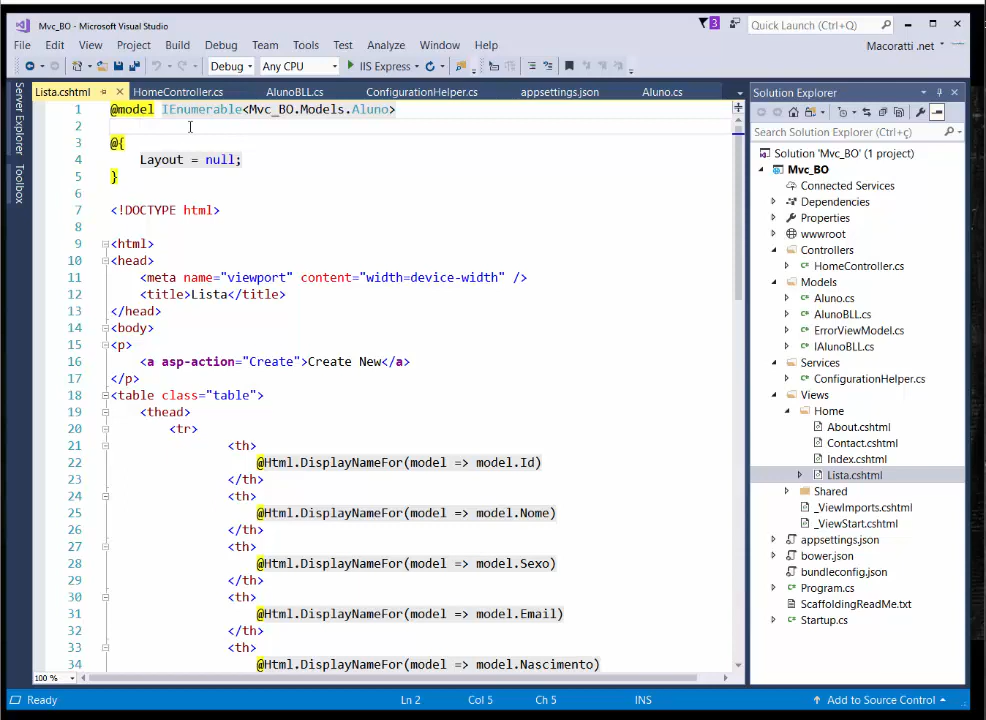 Mvc_BO - Microsoft Visual Studio
3
Quick Launch (Ctrl+Q)
File Edit View Project Build Debug Team Tools Test Analyze Window Help
Macoratti .net
Debug Any CPU IIS Express
Server Explorer
Toolbox
Lista.cshtml HomeController.cs AlunoBLL.cs ConfigurationHelper.cs appsettings.json Aluno.cs
1 @model IEnumerable<Mvc_BO.Models.Aluno>
2
3 @{
4 Layout = null;
5 }
6
7 <!DOCTYPE html>
8
9 <html>
10 <head>
11 <meta name="viewport" content="width=device-width" />
12 <title>Lista</title>
13 </head>
14 <body>
15 <p>
16 <a asp-action="Create">Create New</a>
17 </p>
18 <table class="table">
19 <thead>
20 <tr>
21 <th>
22 @Html.DisplayNameFor(model => model.Id)
23 </th>
24 <th>
25 @Html.DisplayNameFor(model => model.Nome)
26 </th>
27 <th>
28 @Html.DisplayNameFor(model => model.Sexo)
29 </th>
30 <th>
31 @Html.DisplayNameFor(model => model.Email)
32 </th>
33 <th>
34 @Html.DisplayNameFor(model => model.Nascimento)
100 %
Solution Explorer
Search Solution Explorer (Ctrl+ç)
Solution 'Mvc_BO' (1 project)
Mvc_BO
Connected Services
Dependencies
Properties
wwwroot
Controllers
HomeController.cs
Models
Aluno.cs
AlunoBLL.cs
ErrorViewModel.cs
IAlunoBLL.cs
Services
ConfigurationHelper.cs
Views
Home
About.cshtml
Contact.cshtml
Index.cshtml
Lista.cshtml
Shared
_ViewImports.cshtml
_ViewStart.cshtml
appsettings.json
bower.json
bundleconfig.json
Program.cs
ScaffoldingReadMe.txt
Startup.cs
Ready Ln 2 Col 5 Ch 5 INS Add to Source Control